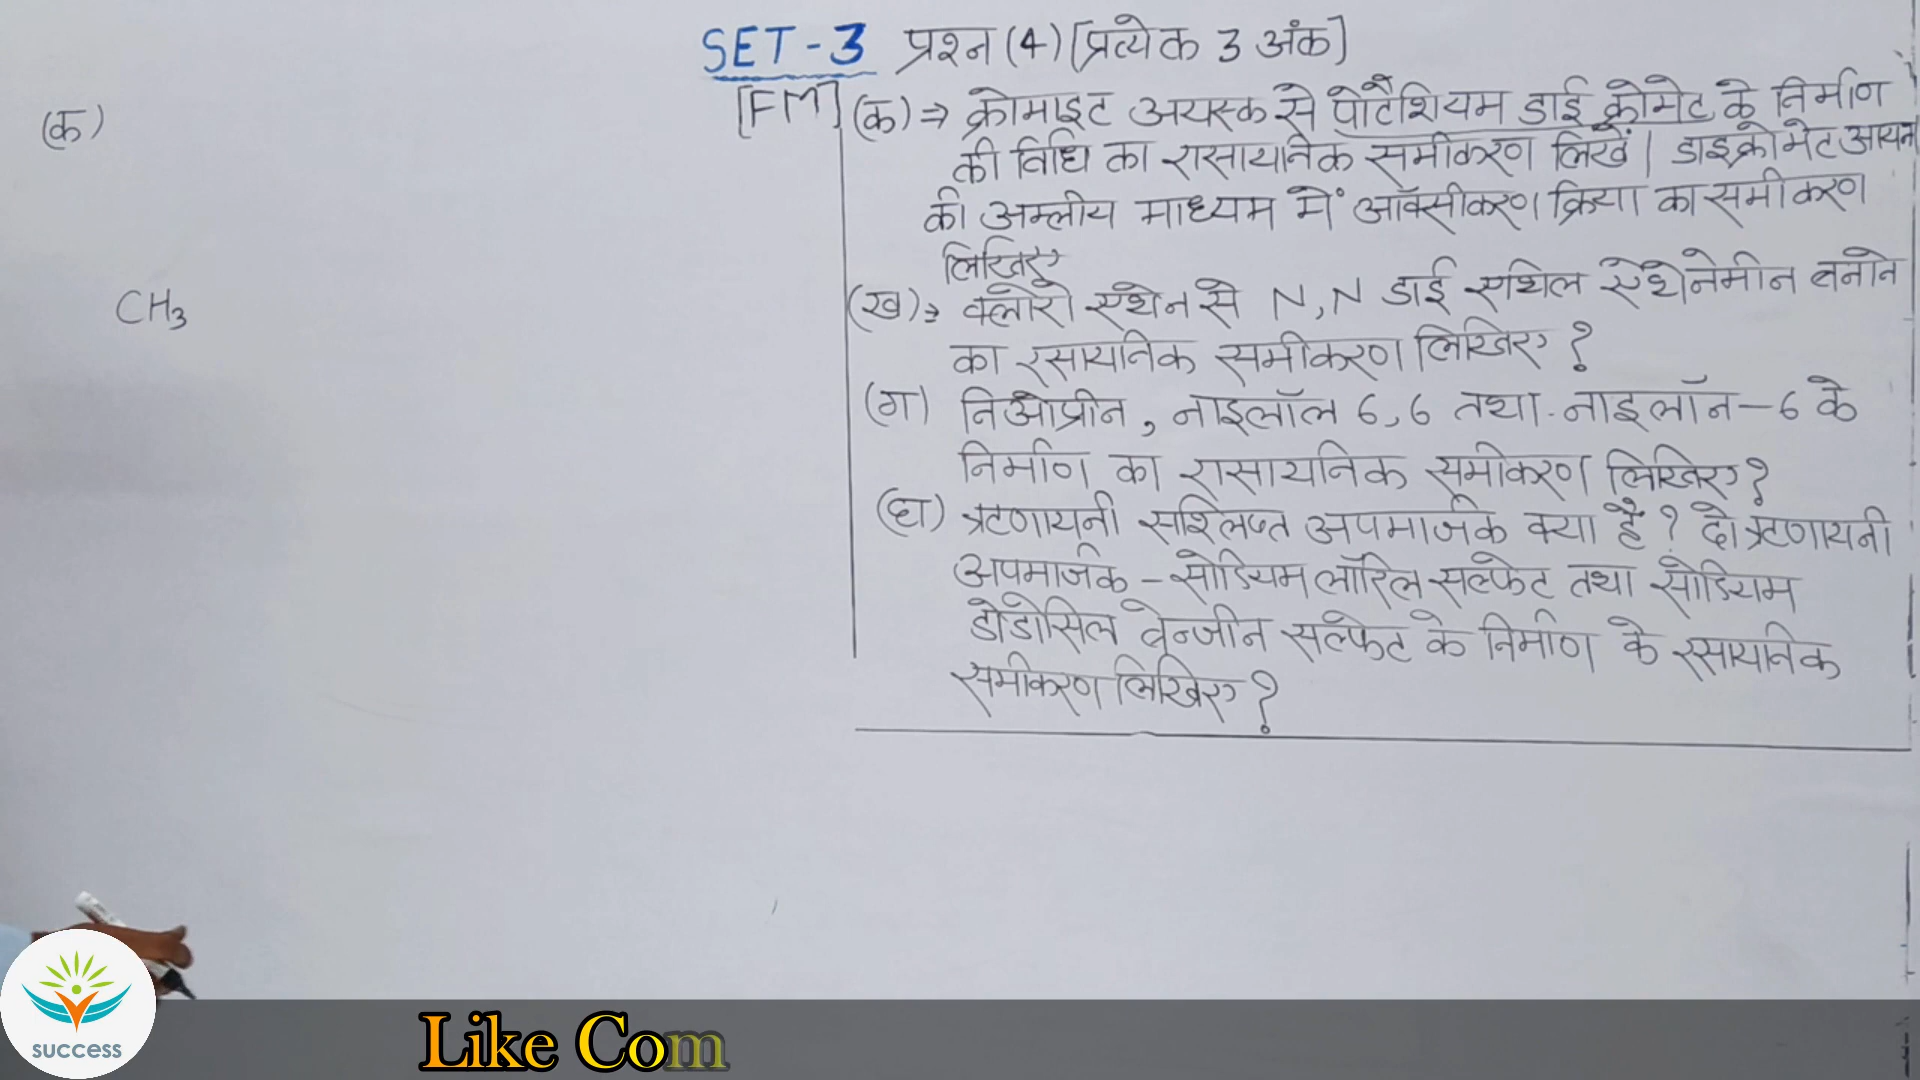 SET-3 प्रश्न (4) [प्रत्येक 3 अंक]
[FM] (क) ⇒ क्रोमाइट अयस्क से पोटैशियम डाई क्रोमेट के निर्माण
की विधि का रासायनिक समीकरण लिखें। डाइक्रोमेट आयन
की अम्लीय माध्यम में ऑक्सीकरण क्रिया का समीकरण
लिखिए
(ख) ⇒ क्लोरो एथेन से N,N डाई एथिल ऐथेनेमीन बनाने
का रसायनिक समीकरण लिखिए ?
(ग) निओप्रीन, नाइलॉल 6,6 तथा नाइलॉन-6 के
निर्माण का रासायनिक समीकरण लिखिए ?
(घ) ऋणायनी सश्लिष्त अपमार्जक क्या है ? दो ऋणायनी
अपमार्जक - सोडियम लॉरिल सल्फेट तथा सोडियम
डोडोसिल बेन्जीन सल्फेट के निर्माण के रसायनिक
समीकरण लिखिए ?
(क)
CH3
success
Like Com